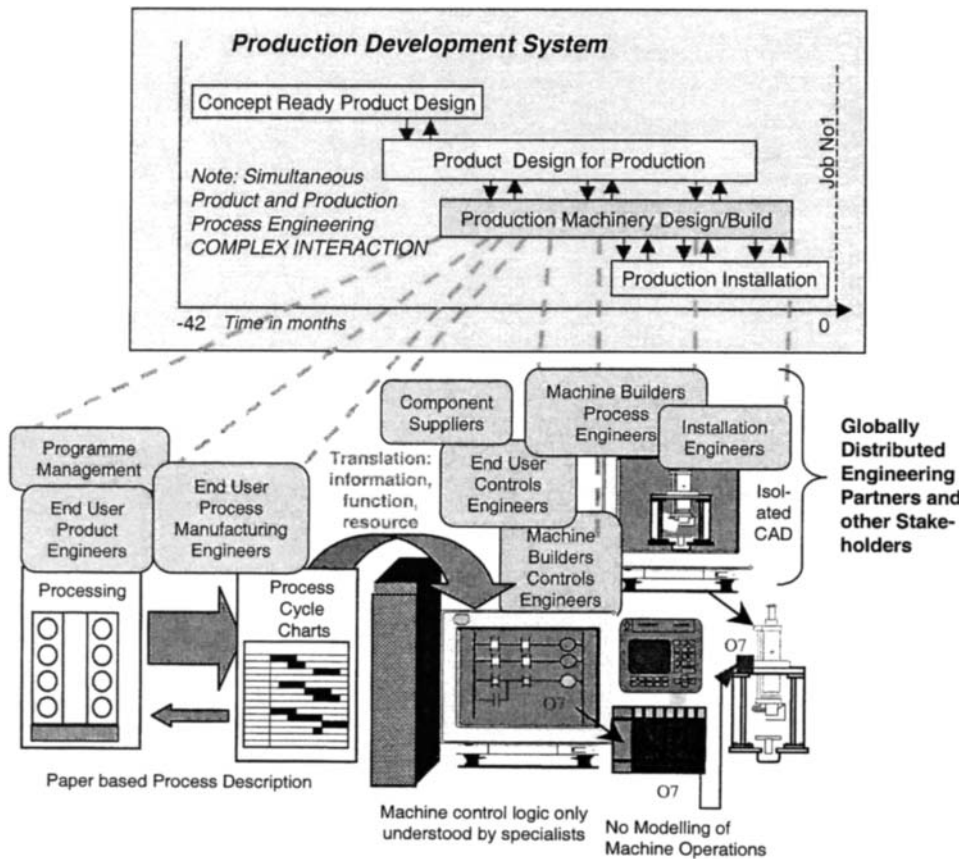 Production Development System
Concept Ready Product Design
Job No1
Product Design for Production
Note: Simultaneous
Product and Production
Process Engineering
COMPLEX INTERACTION
Production Machinery Design/Build
Production Installation
-42
Time in months
0
Programme
Management
End User
Product
Engineers
End User
Process
Manufacturing
Engineers
Translation:
information,
function,
resource
Component
Suppliers
End User
Controls
Engineers
Machine
Builders
Controls
Engineers
Machine Builders
Process
Engineers
Installation
Engineers
Isol-
ated
CAD
Globally
Distributed
Engineering
Partners and
other Stake-
holders
Processing
Process
Cycle
Charts
O7
O7
O7
Paper based Process Description
Machine control logic only
understood by specialists
No Modelling of
Machine Operations